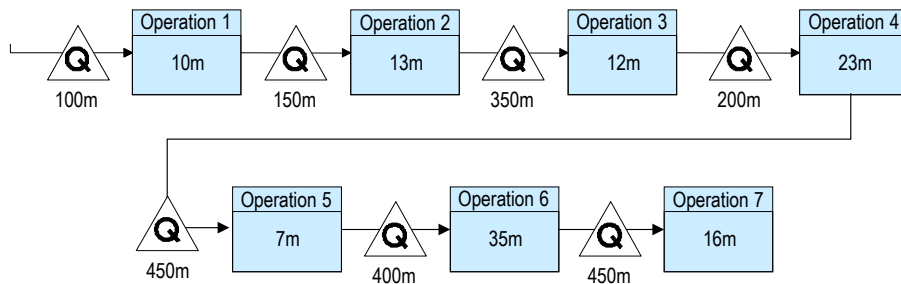 Operation 1
Operation 2
Operation 3
Operation 4
Q
10m
Q
13m
Q
12m
Q
23m
100m
150m
350m
200m
Operation 5
Operation 6
Operation 7
Q
7m
Q
35m
Q
16m
450m
400m
450m